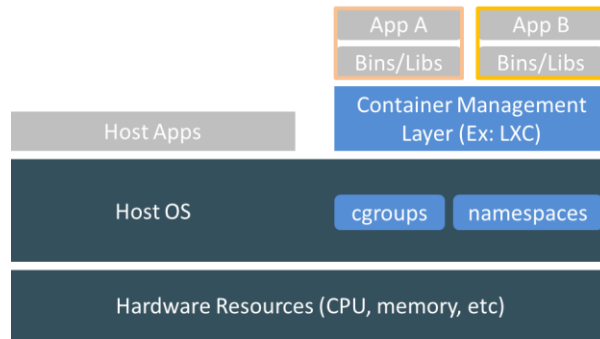 App A
App B
Bins/Libs
Bins/Libs
Container Management
Layer (Ex: LXC)
Host Apps
Host OS
cgroups
namespaces
Hardware Resources (CPU, memory, etc)